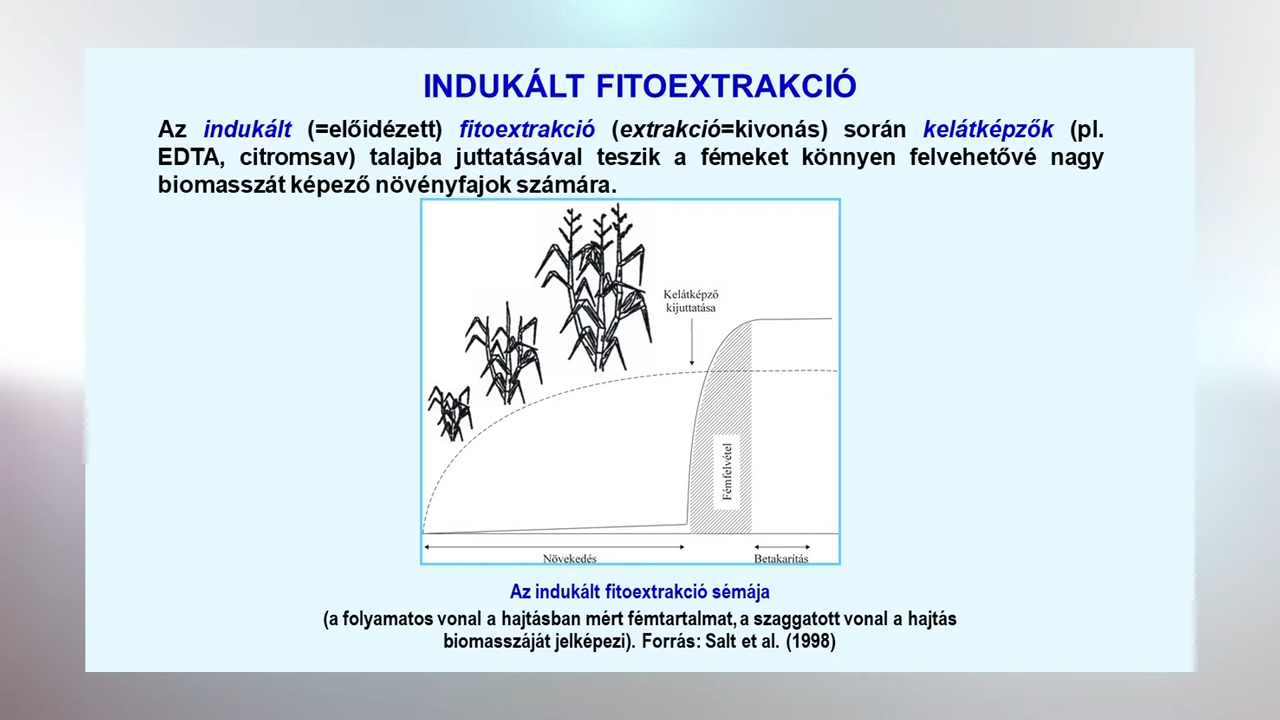 INDUKÁLT FITOEXTRAKCIÓ
Az indukált (=előidézett) fitoextrakció (extrakció=kivonás) során kelátképzők (pl.
EDTA, citromsav) talajba juttatásával teszik a fémeket könnyen felvehetővé nagy
biomasszát képező növényfajok számára.
Kelátképző
kijuttatása
Fémfelvétel
Növekedés
Betakarítás
Az indukált fitoextrakció sémája
(a folyamatos vonal a hajtásban mért fémtartalmat, a szaggatott vonal a hajtás
biomasszáját jelképezi). Forrás: Salt et al. (1998)